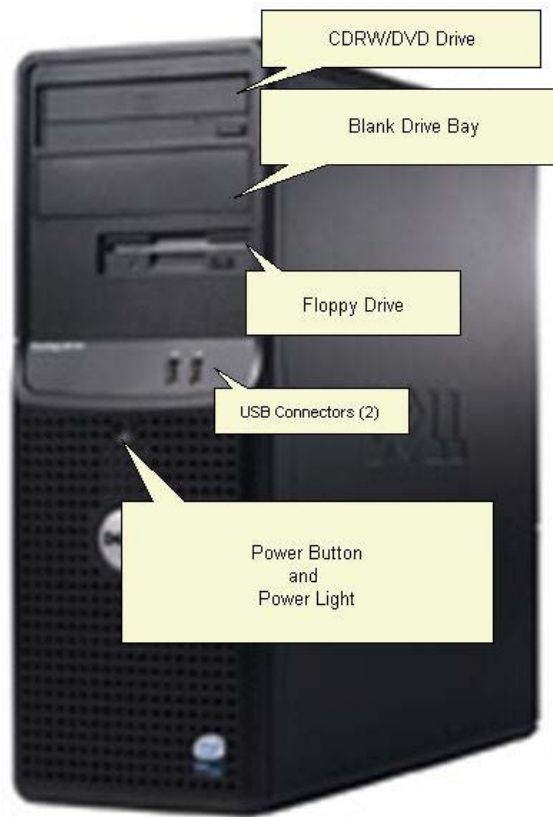 CDRW/DVD Drive
Blank Drive Bay
Floppy Drive
USB Connectors (2)
Power Button
and
Power Light